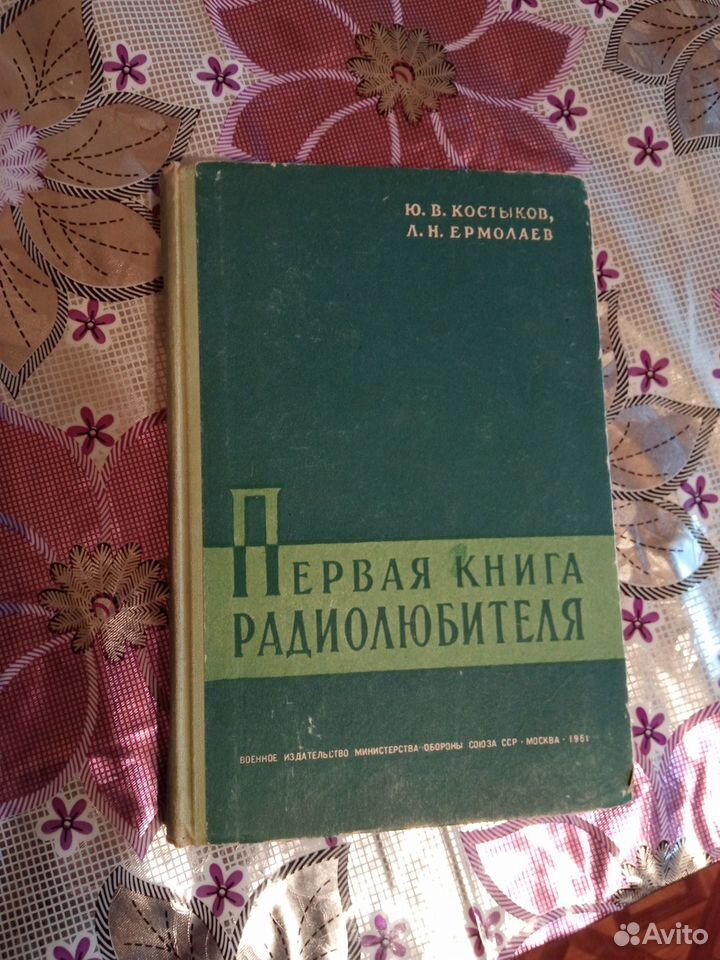 Ю. В. КОСТЫКОВ,
Л. Н. ЕРМОЛАЕВ
ПЕРВАЯ КНИГА
РАДИОЛЮБИТЕЛЯ
ВОЕННОЕ ИЗДАТЕЛЬСТВО МИНИСТЕРСТВА ОБОРОНЫ СОЮЗА ССР · МОСКВА · 1961
Avito